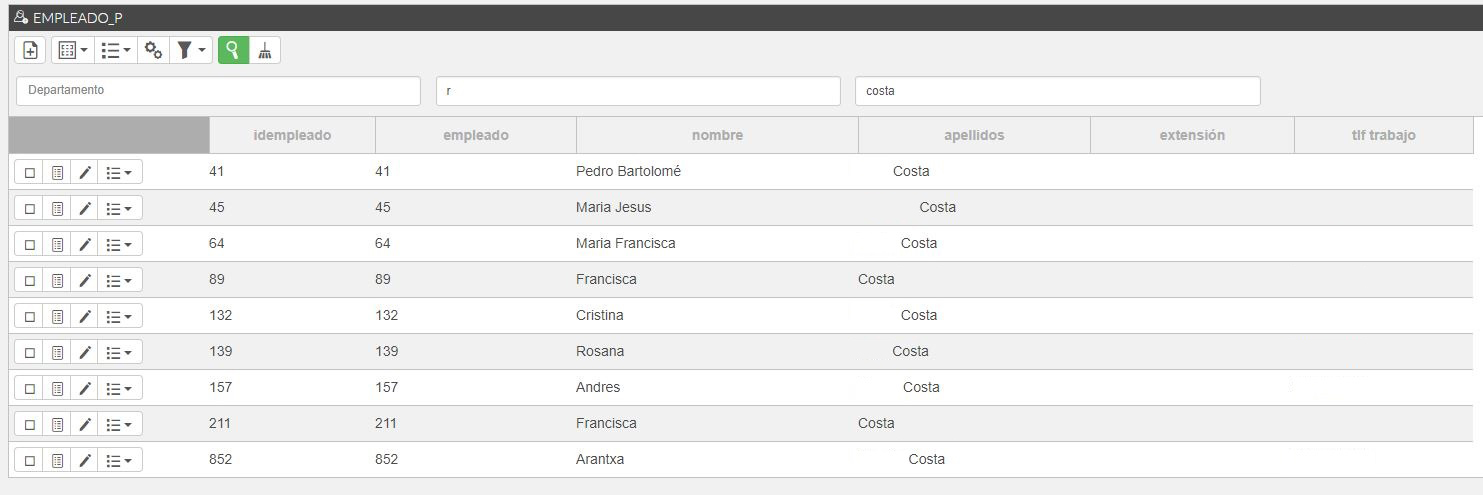 EMPLEADO_P
Departamento r costa
idempleado empleado nombre apellidos extensión tlf trabajo
41 41 Pedro Bartolomé Costa
45 45 Maria Jesus Costa
64 64 Maria Francisca Costa
89 89 Francisca Costa
132 132 Cristina Costa
139 139 Rosana Costa
157 157 Andres Costa
211 211 Francisca Costa
852 852 Arantxa Costa